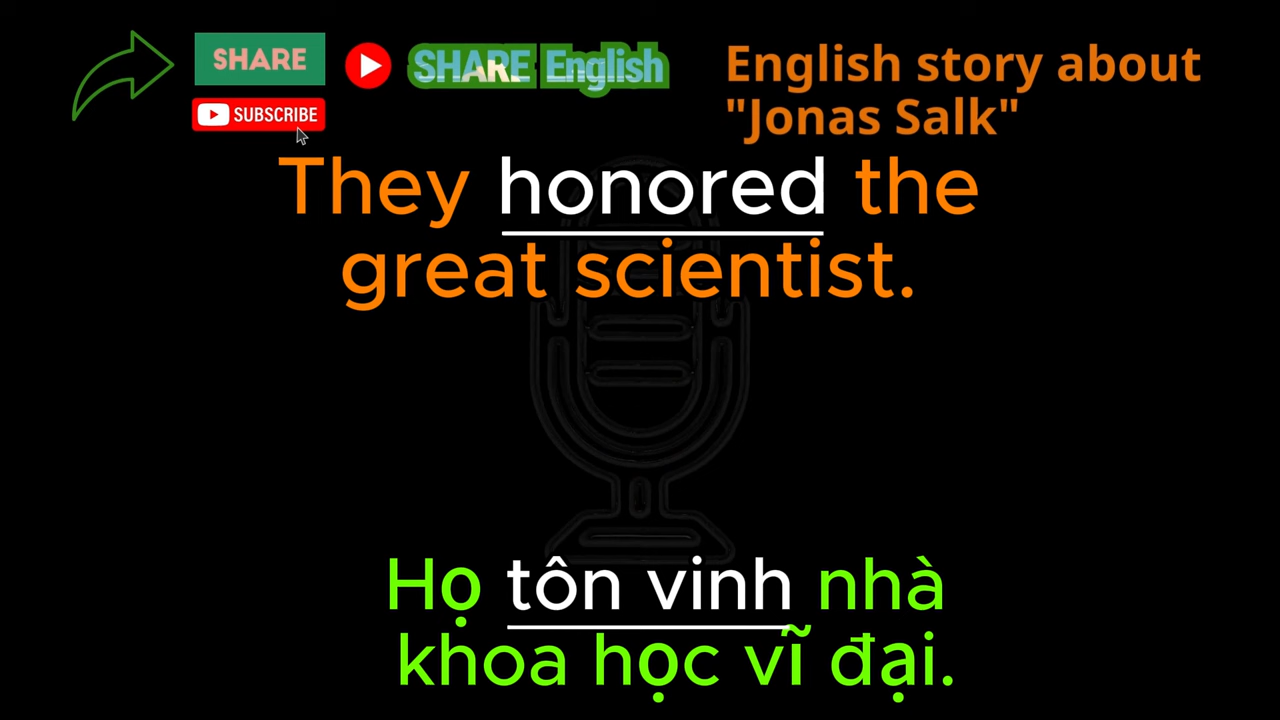 SHARE
SUBSCRIBE
SHARE English
English story about
"Jonas Salk"
They honored the
great scientist.
Họ tôn vinh nhà
khoa học vĩ đại.